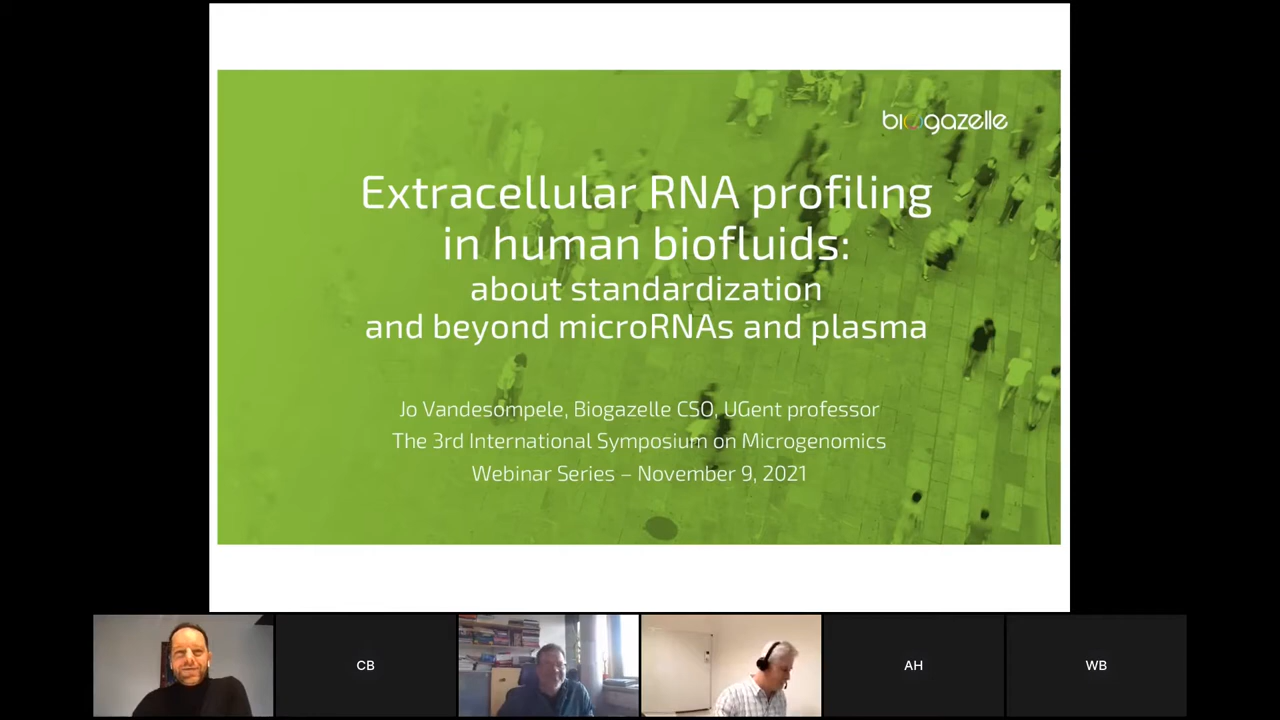 biogazelle
Extracellular RNA profiling
in human biofluids:
about standardization
and beyond microRNAs and plasma
Jo Vandesompele, Biogazelle CSO, UGent professor
The 3rd International Symposium on Microgenomics
Webinar Series – November 9, 2021
CB
AH
WB